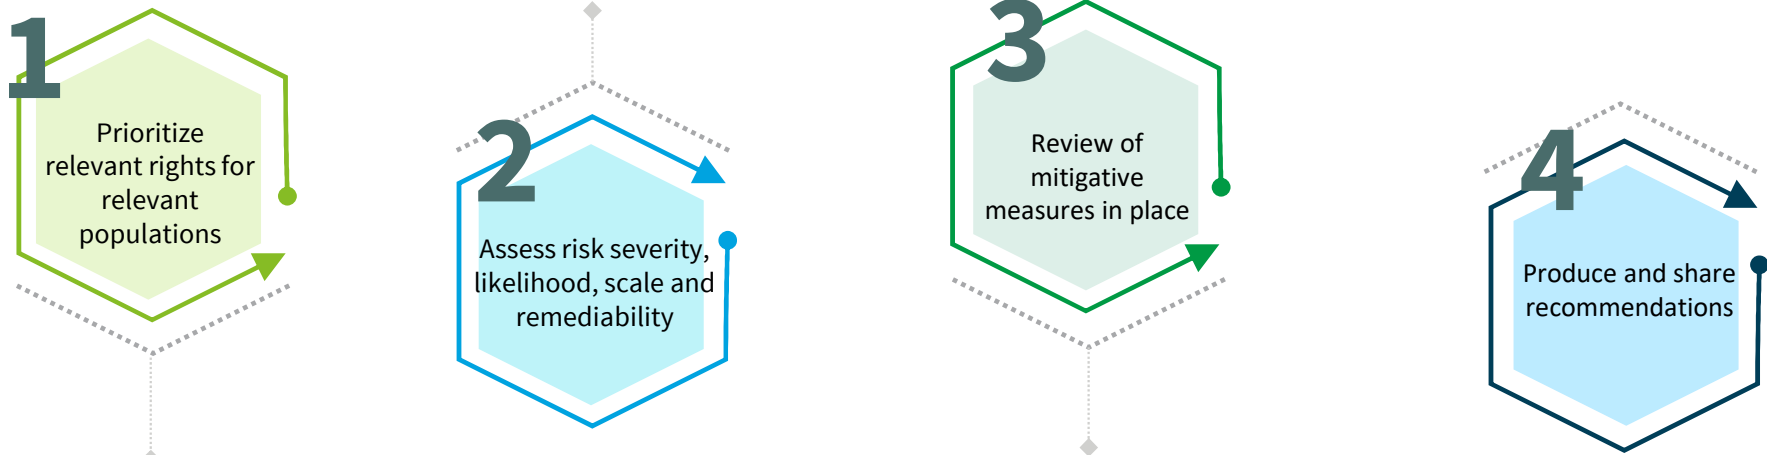 1
Prioritize
relevant rights for
relevant
populations
2
Assess risk severity,
likelihood, scale and
remediability
3
Review of
mitigative
measures in place
4
Produce and share
recommendations